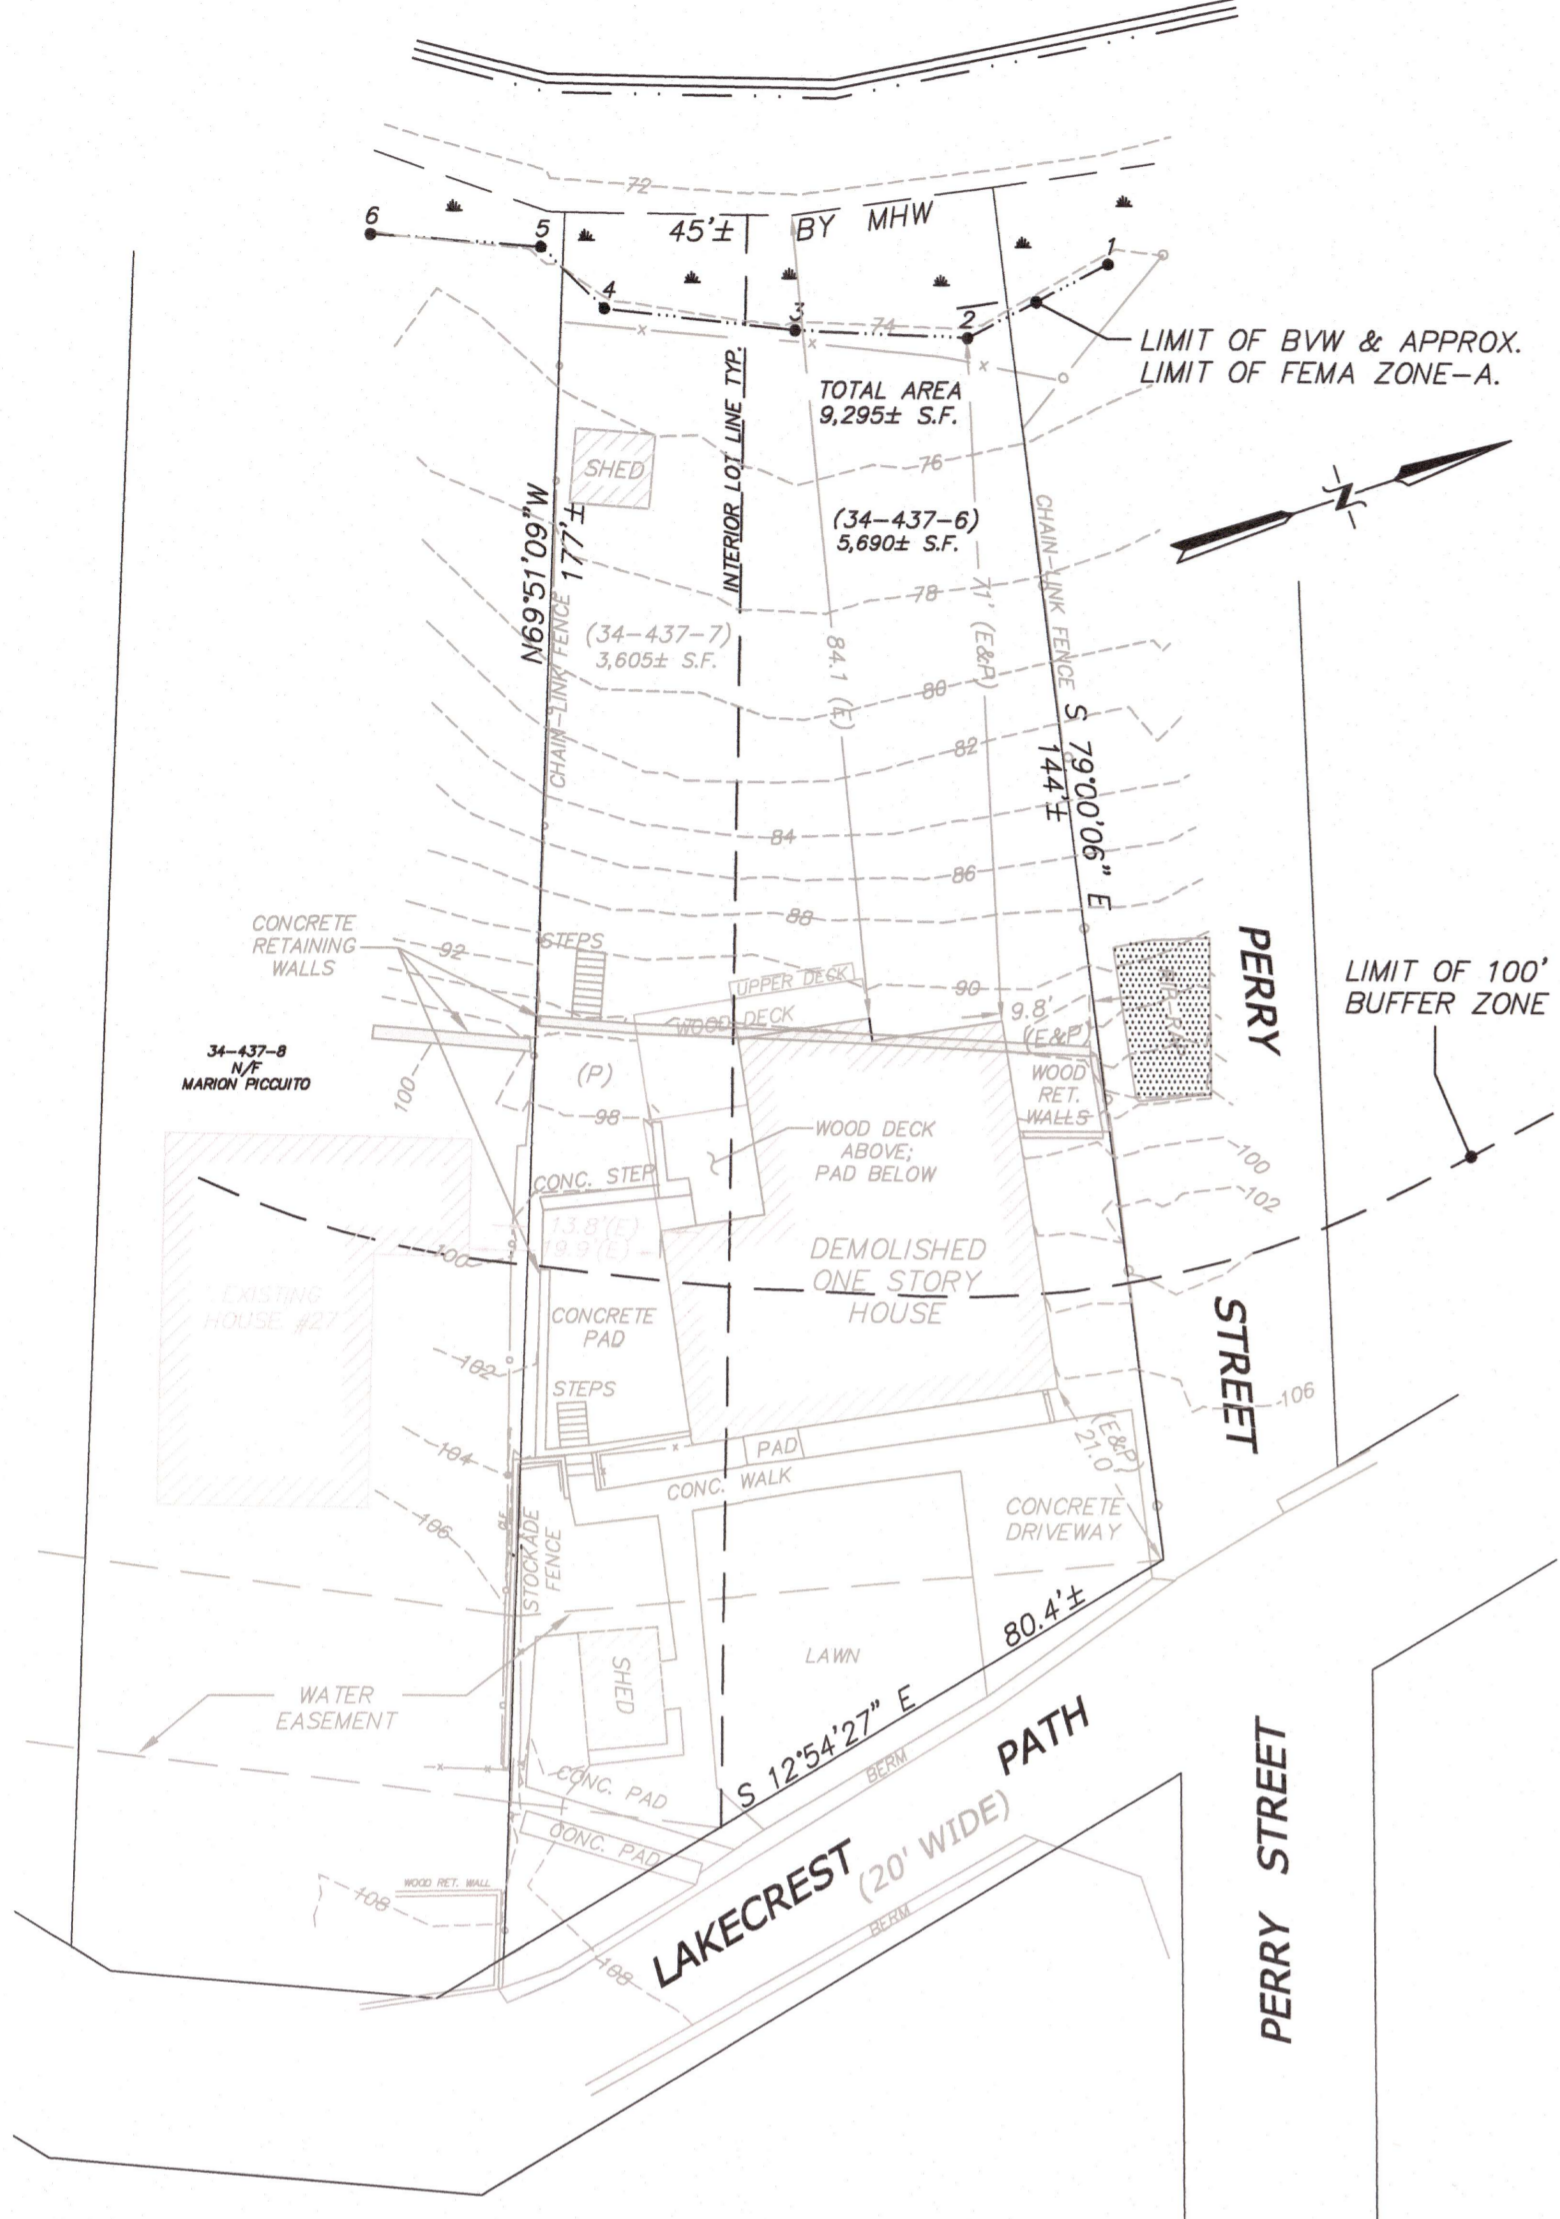 72
6
5
45'±
BY MHW
1
4
3
74
2
LIMIT OF BVW & APPROX.
LIMIT OF FEMA ZONE-A.
x
x
x
TOTAL AREA
9,295± S.F.
INTERIOR LOT LINE TYP.
SHED
76
N
N69°51'09"W
177'±
CHAIN-LINK FENCE
(34-437-6)
5,690± S.F.
CHAIN-LINK FENCE
78
71' (E&P)
84.1 (E)
(34-437-7)
3,605± S.F.
80
82
S 79°00'06" E
144'±
84
86
88
CONCRETE
RETAINING
WALLS
92
STEPS
UPPER DECK
90
WOOD DECK
9.8'
(E&P)
RIP-RAP
PERRY
STREET
LIMIT OF 100'
BUFFER ZONE
34-437-8
N/F
MARION PICCUITO
100
(P)
98
WOOD
RET.
WALLS
WOOD DECK
ABOVE;
PAD BELOW
100
102
CONC. STEP
13.8'(E)
19.9'(E)
100
DEMOLISHED
ONE STORY
HOUSE
EXISTING
HOUSE #27
CONCRETE
PAD
102
STEPS
106
(E&P)
21.0
104
x
PAD
CONC. WALK
x
106
STOCKADE
FENCE
CONCRETE
DRIVEWAY
80.4'±
LAWN
SHED
WATER
EASEMENT
S 12°54'27" E
x
x
CONC. PAD
CONC. PAD
BERM
LAKECREST PATH
(20' WIDE)
BERM
WOOD RET. WALL
108
108
PERRY STREET